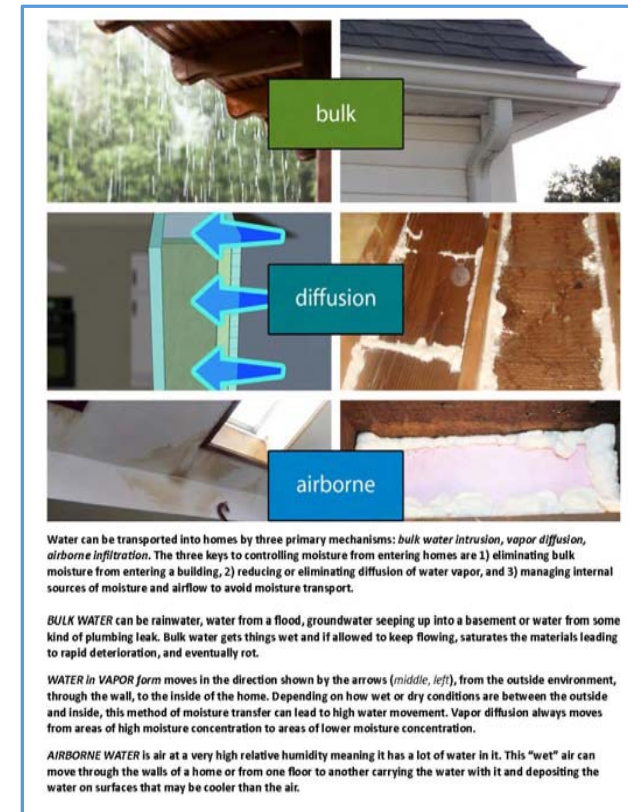 bulk
diffusion
airborne
Water can be transported into homes by three primary mechanisms: bulk water intrusion, vapor diffusion,
airborne infiltration. The three keys to controlling moisture from entering homes are 1) eliminating bulk
moisture from entering a building, 2) reducing or eliminating diffusion of water vapor, and 3) managing internal
sources of moisture and airflow to avoid moisture transport.
BULK WATER can be rainwater, water from a flood, groundwater seeping up into a basement or water from some
kind of plumbing leak. Bulk water gets things wet and if allowed to keep flowing, saturates the materials leading
to rapid deterioration, and eventually rot.
WATER in VAPOR form moves in the direction shown by the arrows (middle, left), from the outside environment,
through the wall, to the inside of the home. Depending on how wet or dry conditions are between the outside
and inside, this method of moisture transfer can lead to high water movement. Vapor diffusion always moves
from areas of high moisture concentration to areas of lower moisture concentration.
AIRBORNE WATER is air at a very high relative humidity meaning it has a lot of water in it. This “wet” air can
move through the walls of a home or from one floor to another carrying the water with it and depositing the
water on surfaces that may be cooler than the air.